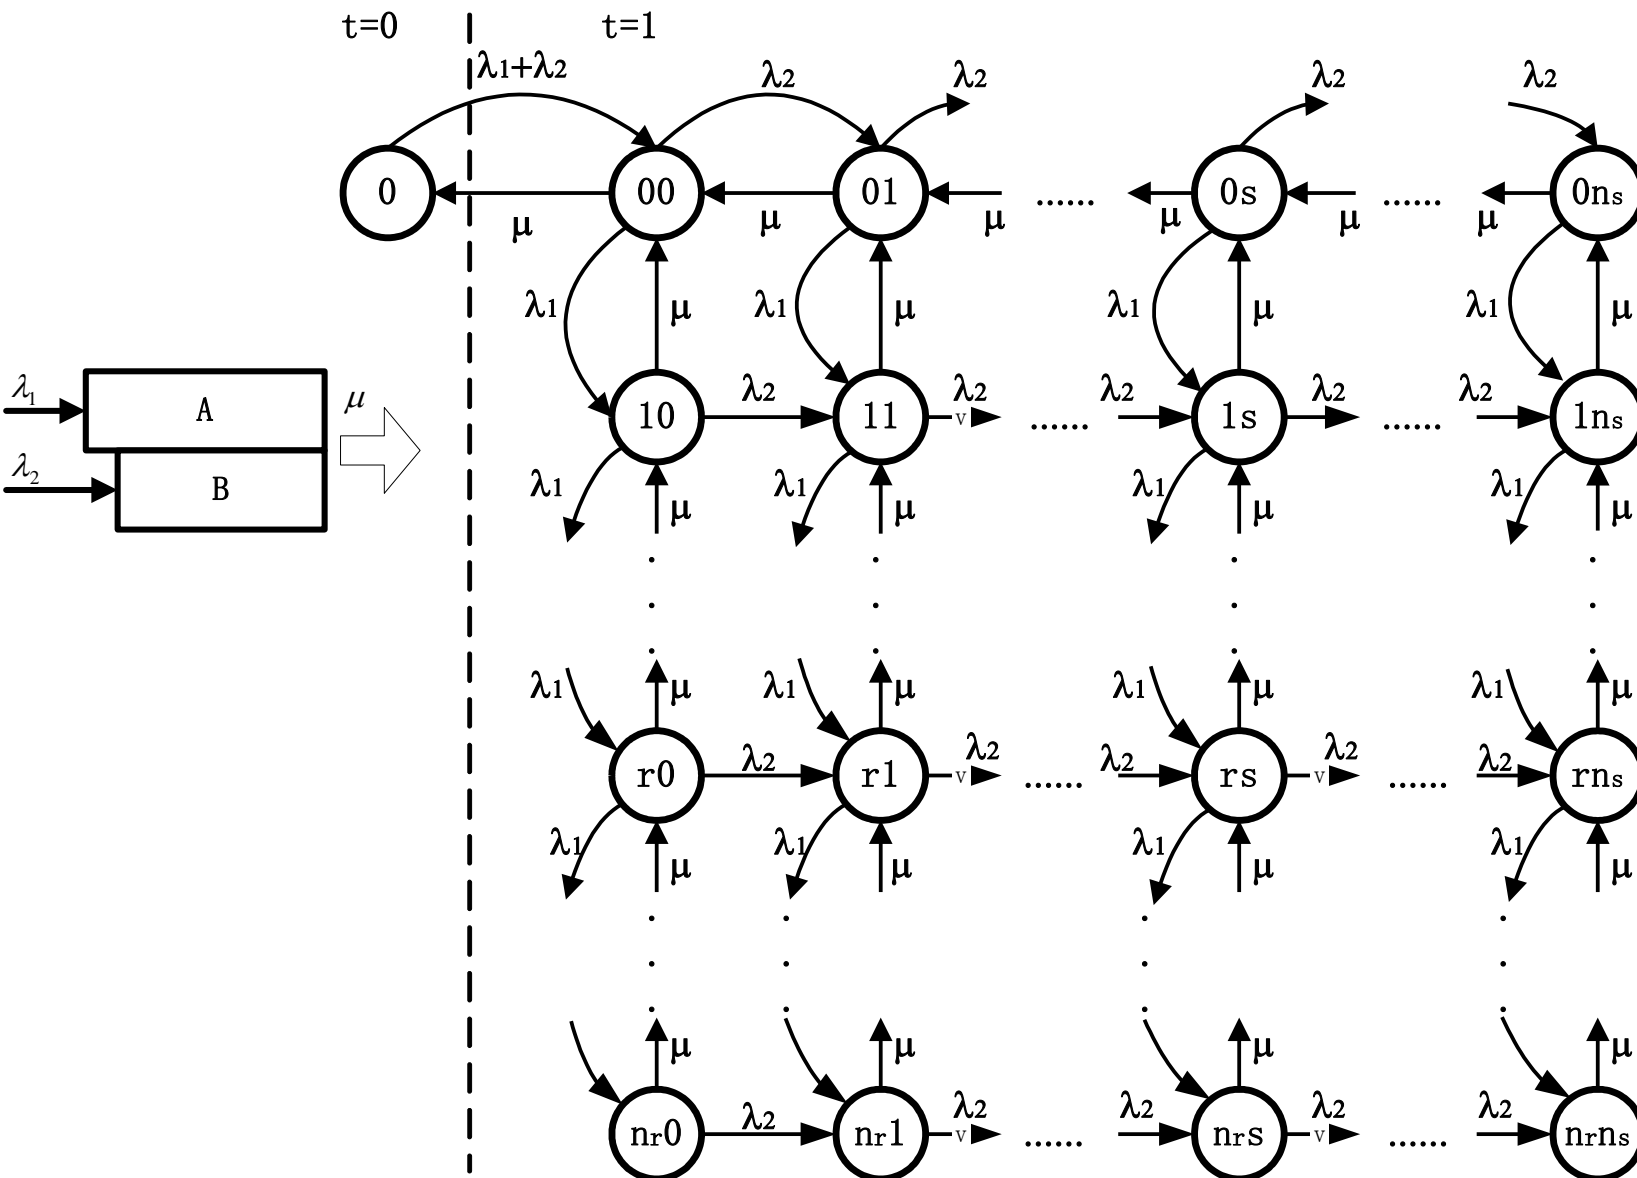 t=0 t=1
λ1+λ2 λ2 λ2 λ2 λ2
0 00 01 ...... 0s ...... 0ns
μ μ μ μ μ μ
λ1 μ λ1 μ λ1 μ λ1 μ
λ1 A μ
λ2 B
10 λ2 11 λ2 v ...... λ2 1s λ2 ...... λ2 1ns
λ1 μ λ1 μ λ1 μ λ1 μ
λ1 μ λ1 μ λ1 μ λ1 μ
r0 λ2 r1 λ2 v ...... λ2 rs λ2 v ...... λ2 rns
λ1 μ λ1 μ λ1 μ λ1 μ
μ μ μ μ
nr0 λ2 nr1 λ2 v ...... λ2 nrs λ2 v ...... λ2 nrns